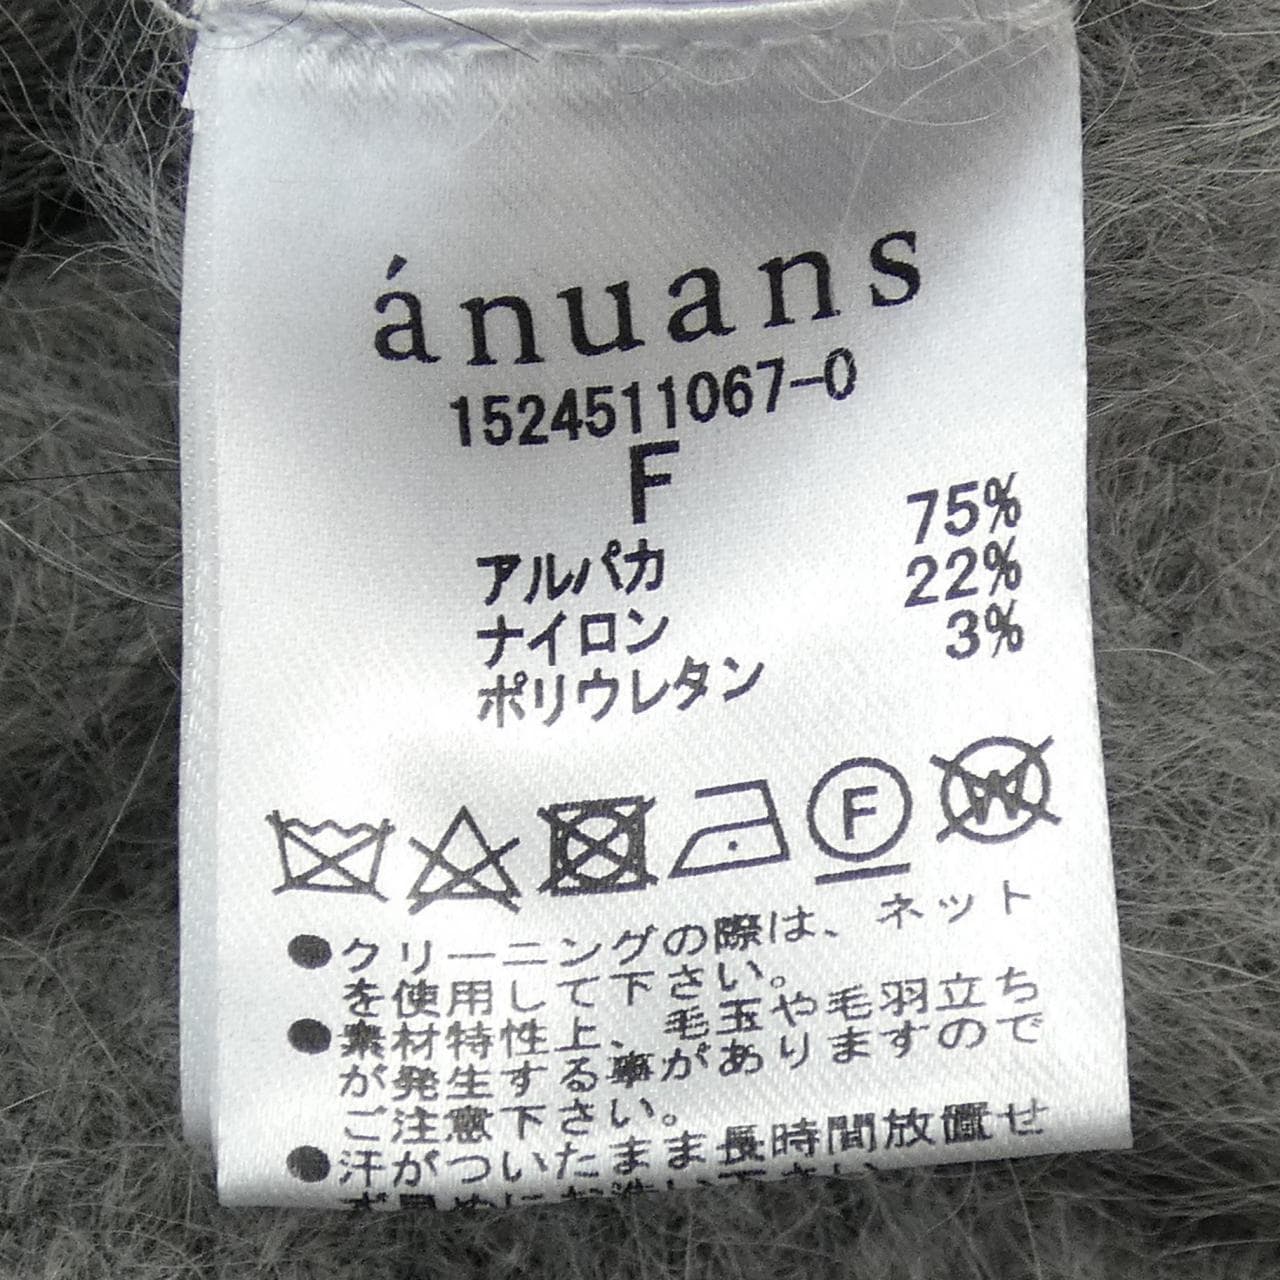 ánuans
1524511067-0
F
アルパカ 75%
ナイロン 22%
ポリウレタン 3%
F W
●クリーニングの際は、ネット
を使用して下さい。
●素材特性上、毛玉や毛羽立ち
が発生する事がありますので
ご注意下さい。
●汗がついたまま長時間放置せ